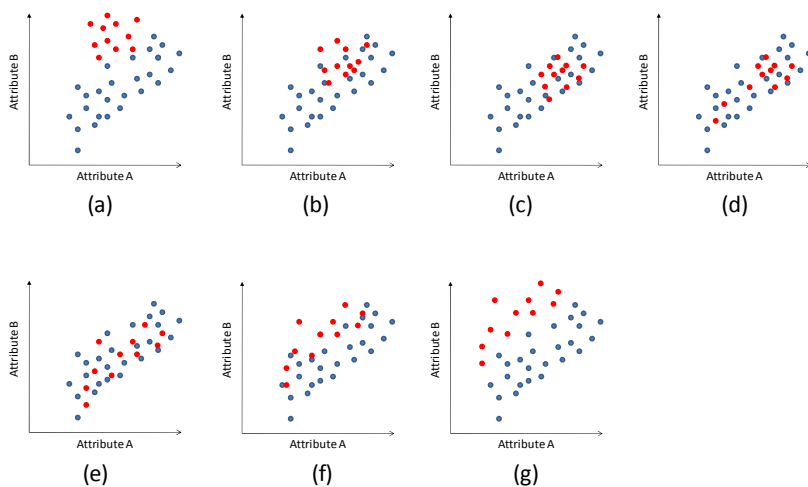 Attribute B
Attribute A
(a)
Attribute B
Attribute A
(b)
Attribute B
Attribute A
(c)
Attribute B
Attribute A
(d)
Attribute B
Attribute A
(e)
Attribute B
Attribute A
(f)
Attribute B
Attribute A
(g)